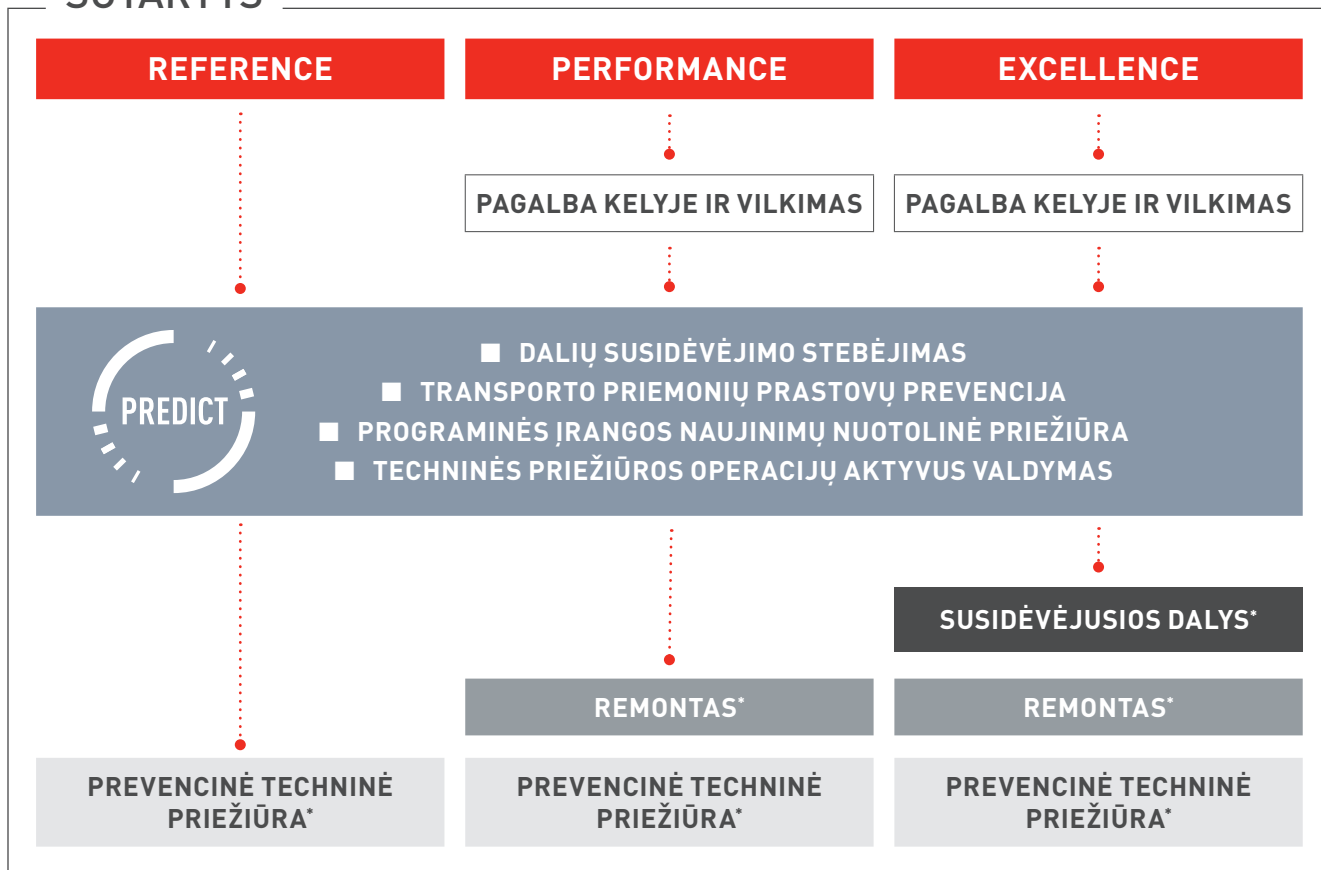 SUTARTYS
REFERENCE
PERFORMANCE
EXCELLENCE
PAGALBA KELYJE IR VILKIMAS
PAGALBA KELYJE IR VILKIMAS
PREDICT
■ DALIŲ SUSIDĖVĖJIMO STEBĖJIMAS
■ TRANSPORTO PRIEMONIŲ PRASTOVŲ PREVENCIJA
■ PROGRAMINĖS ĮRANGOS NAUJINIMŲ NUOTOLINĖ PRIEŽIŪRA
■ TECHNINĖS PRIEŽIŪROS OPERACIJŲ AKTYVUS VALDYMAS
SUSIDĖVĖJUSIOS DALYS*
REMONTAS*
REMONTAS*
PREVENCINĖ TECHNINĖ
PRIEŽIŪRA*
PREVENCINĖ TECHNINĖ
PRIEŽIŪRA*
PREVENCINĖ TECHNINĖ
PRIEŽIŪRA*